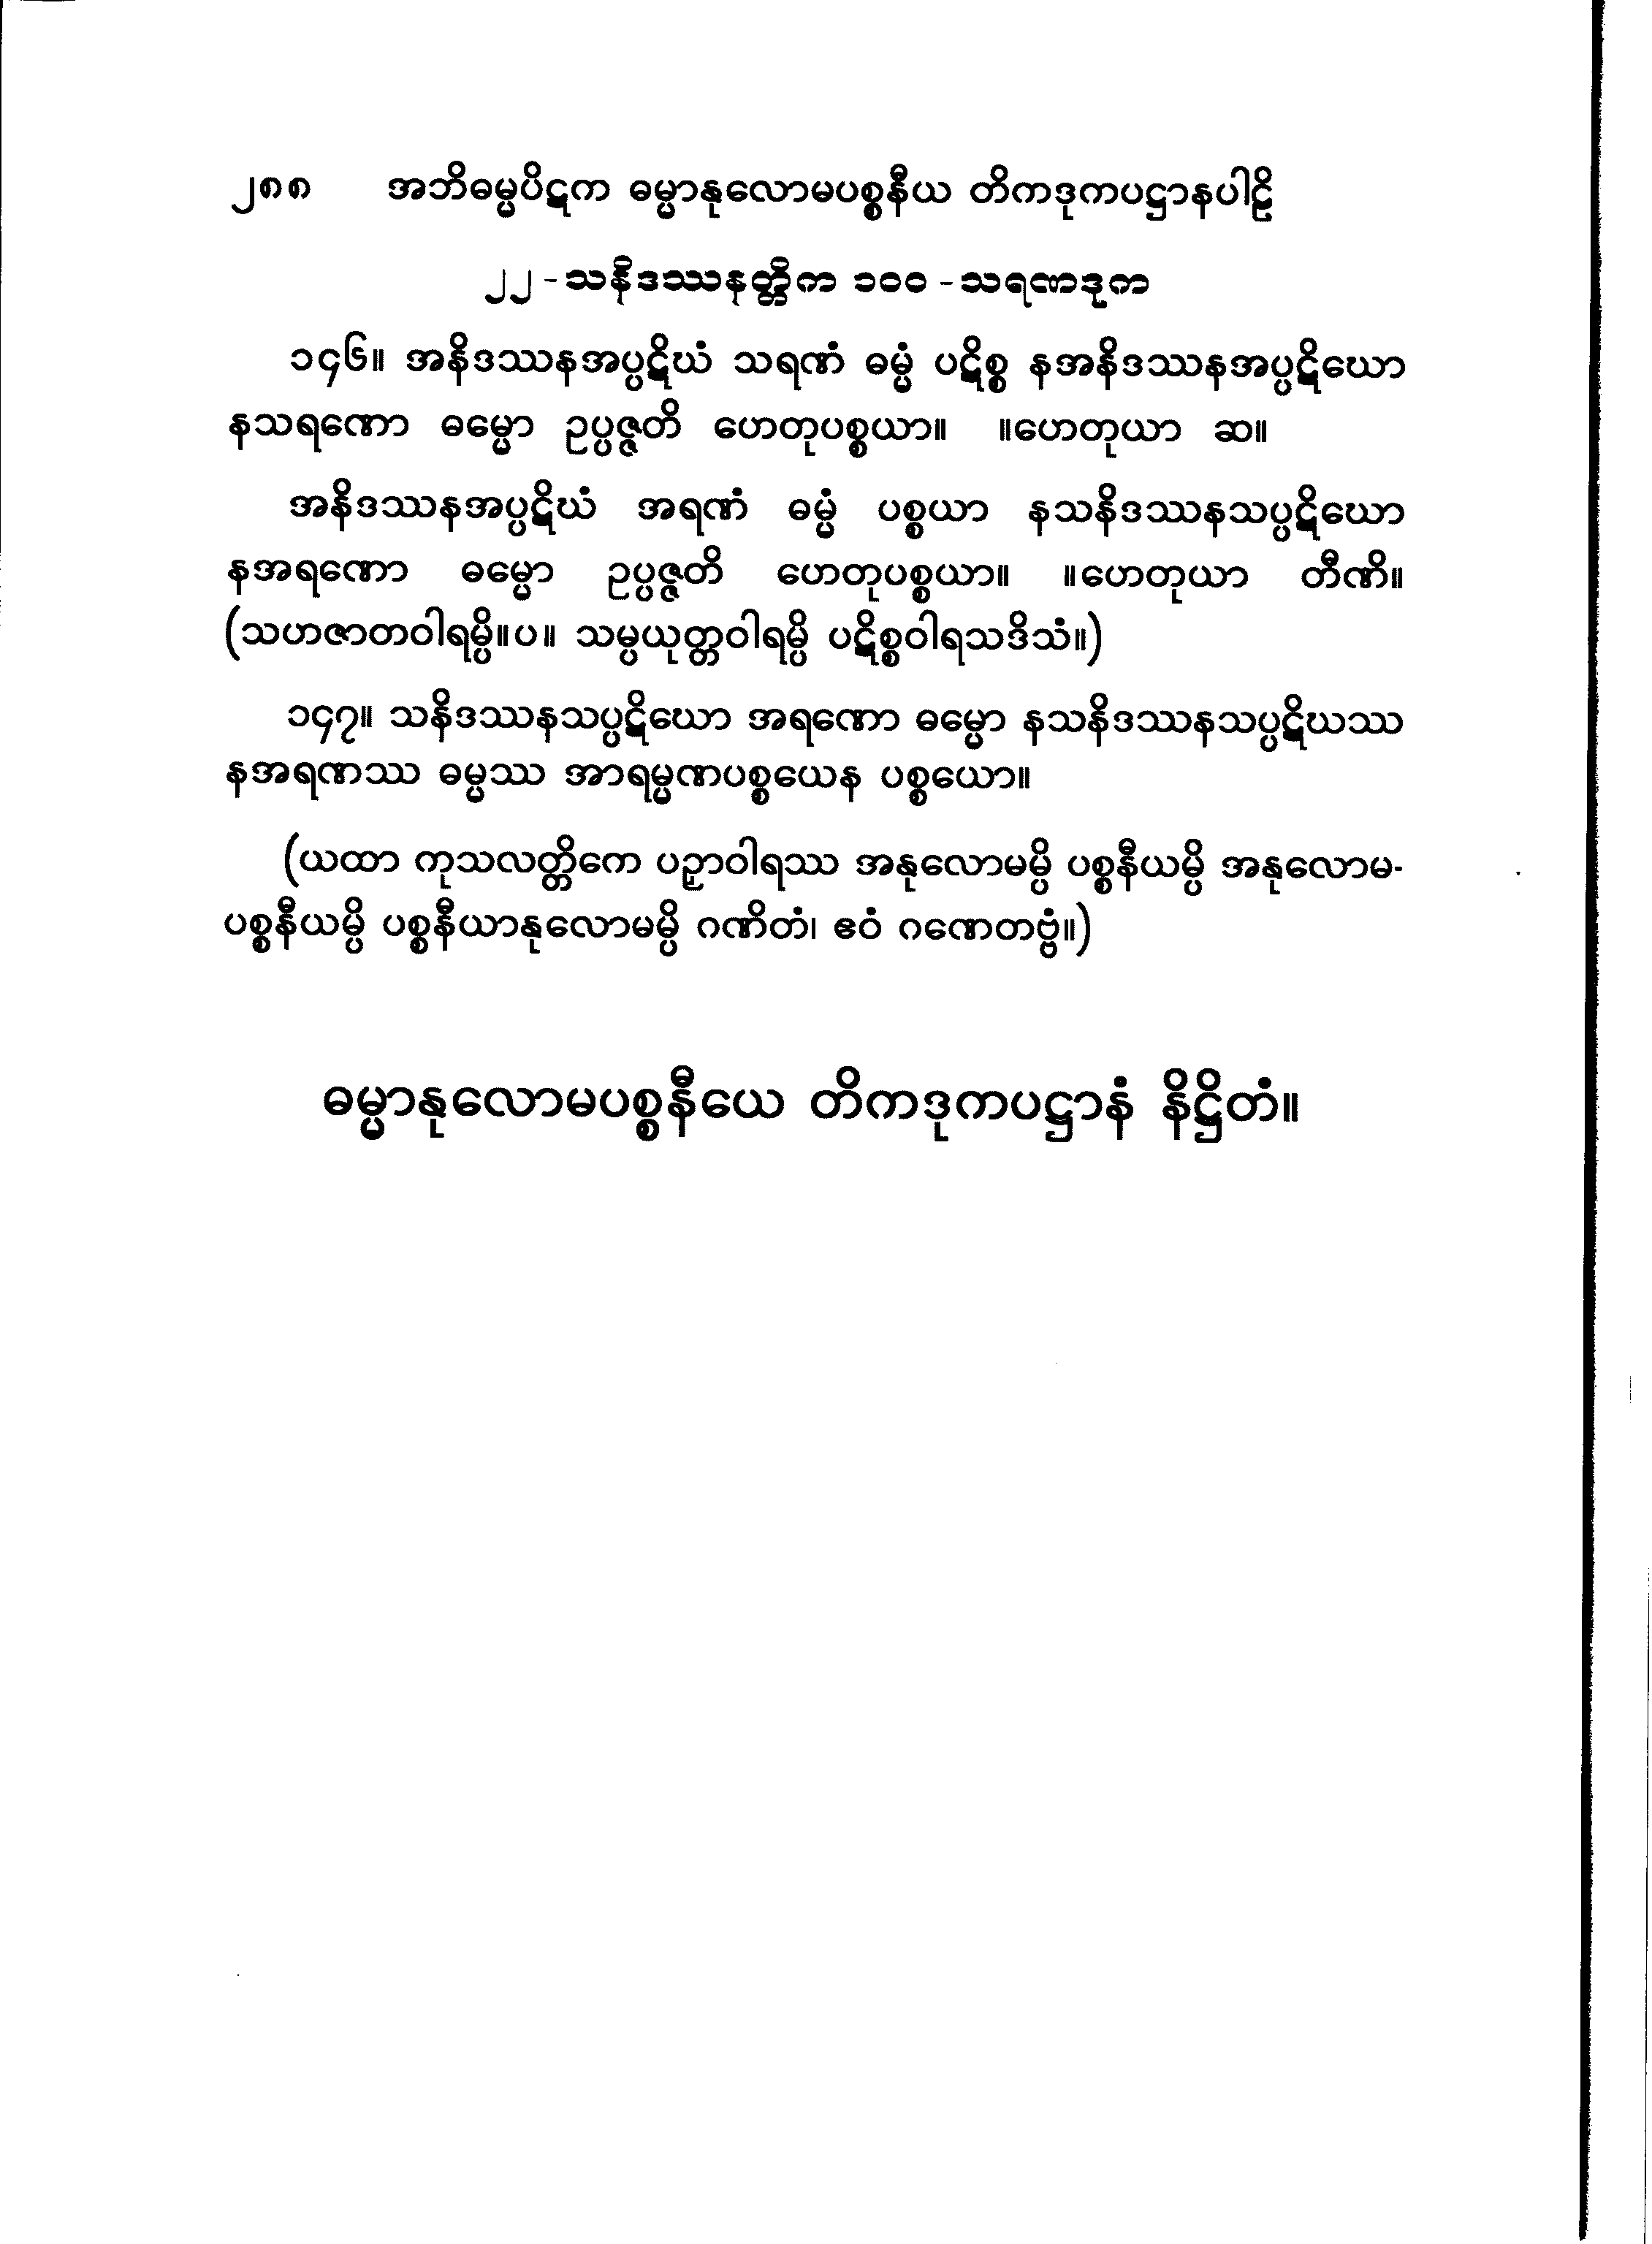 ၂၈၈ အဘိဓမ္မပိဋက ဓမ္မာနုလောမပစ္စနီယ တိကဒုကပဋ္ဌာနပါဠိ
၂၂-သနိဒဿနတ္တိက ၁၀၀-သရဏဒုက
၁၄၆။ အနိဒဿနအပ္ပဋိဃံ သရဏံ ဓမ္မံ ပဋိစ္စ နအနိဒဿနအပ္ပဋိဃော
နသရဏော ဓမ္မော ဥပ္ပဇ္ဇတိ ဟေတုပစ္စယာ။ ။ဟေတုယာ ဆ။
အနိဒဿနအပ္ပဋိဃံ အရဏံ ဓမ္မံ ပစ္စယာ နသနိဒဿနသပ္ပဋိဃော
နအရဏော ဓမ္မော ဥပ္ပဇ္ဇတိ ဟေတုပစ္စယာ။ ။ဟေတုယာ တီဏိ။
(သဟဇာတဝါရမ္ပိ။ပ။ သမ္ပယုတ္တဝါရမ္ပိ ပဋိစ္စဝါရသဒိသံ။)
၁၄၇။ သနိဒဿနသပ္ပဋိဃော အရဏော ဓမ္မော နသနိဒဿနသပ္ပဋိဃဿ
နအရဏဿ ဓမ္မဿ အာရမ္မဏပစ္စယေန ပစ္စယော။
(ယထာ ကုသလတ္တိကေ ပဉှာဝါရဿ အနုလောမမ္ပိ ပစ္စနီယမ္ပိ အနုလောမ-
ပစ္စနီယမ္ပိ ပစ္စနီယာနုလောမမ္ပိ ဂဏိတံ၊ ဧဝံ ဂဏေတဗ္ဗံ။)
ဓမ္မာနုလောမပစ္စနီယေ တိကဒုကပဋ္ဌာနံ နိဋ္ဌိတံ။